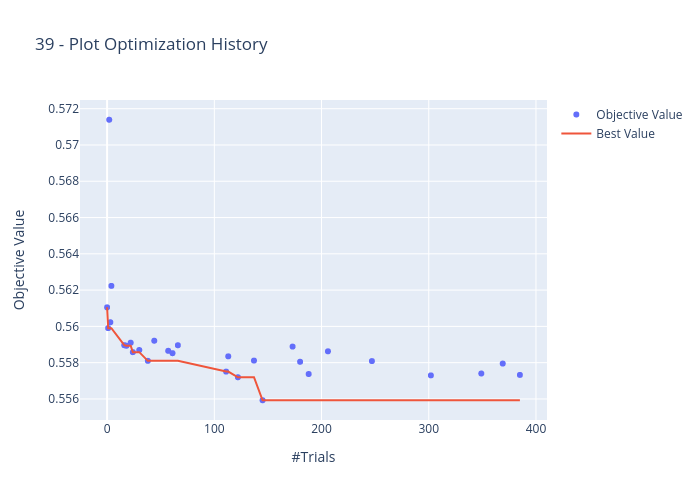 39 - Plot Optimization History
Objective Value
Best Value
0.572
0.57
0.568
0.566
0.564
0.562
0.56
0.558
0.556
Objective Value
0
100
200
300
400
#Trials